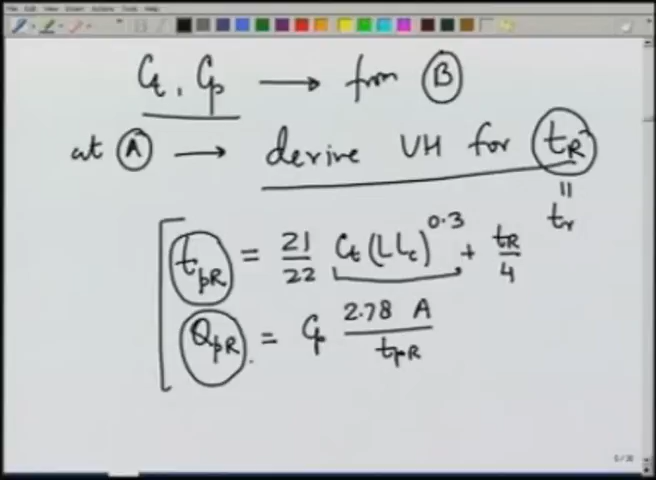 Ct, Cp → from B
at A → derive UH for tR
=
tr
tpR = 21/22 Ct (L Lc)^0.3 + tR/4
QpR = Cp 2.78 A / tpR